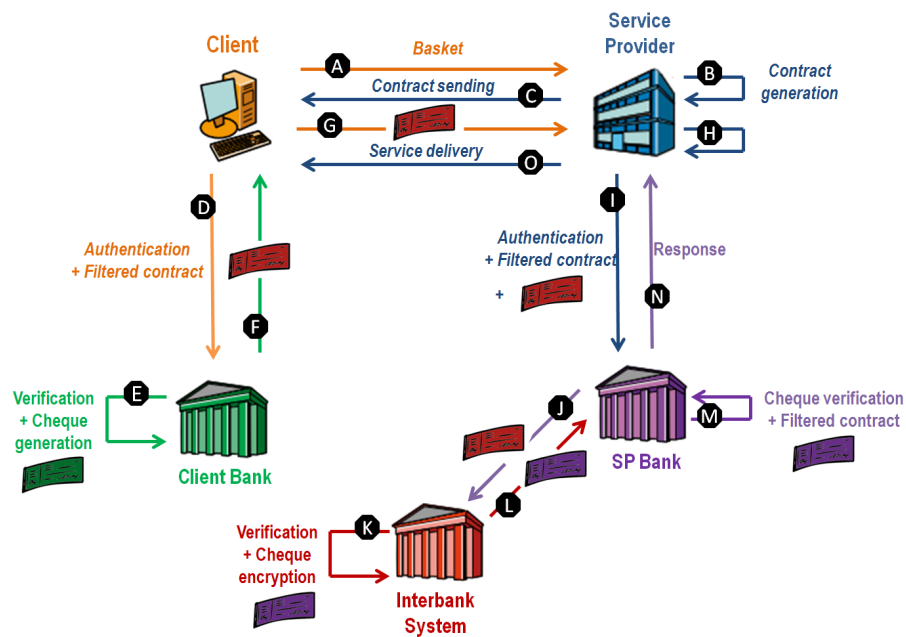 Client
Service
Provider
Basket
A
B
Contract
generation
Contract sending
C
G
H
Service delivery
O
D
I
Authentication
+ Filtered contract
Authentication
+ Filtered contract
+
Response
N
F
E
Verification
+ Cheque
generation
Client Bank
J
SP Bank
M
Cheque verification
+ Filtered contract
L
K
Verification
+ Cheque
encryption
Interbank
System